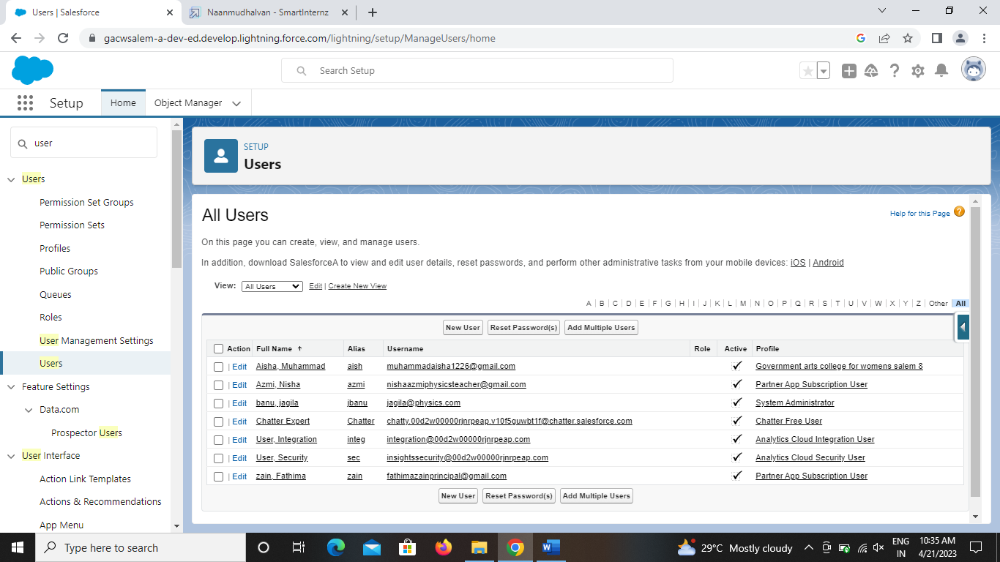 Users | Salesforce
Naanmudhalvan - SmartInternz
gacwsalem-a-dev-ed.develop.lightning.force.com/lightning/setup/ManageUsers/home
Search Setup
Setup
Home
Object Manager
user
Users
Permission Set Groups
Permission Sets
Profiles
Public Groups
Queues
Roles
User Management Settings
Users
Feature Settings
Data.com
Prospector Users
User Interface
Action Link Templates
Actions & Recommendations
App Menu
SETUP
Users
All Users
Help for this Page ?
On this page you can create, view, and manage users.
In addition, download SalesforceA to view and edit user details, reset passwords, and perform other administrative tasks from your mobile devices: iOS | Android
View: All Users Edit | Create New View
A | B | C | D | E | F | G | H | I | J | K | L | M | N | O | P | Q | R | S | T | U | V | W | X | Y | Z | Other | All
New User Reset Password(s) Add Multiple Users
Action Full Name Alias Username Role Active Profile
| Edit Aisha, Muhammad aish muhammadaisha1226@gmail.com Government arts college for womens salem 8
| Edit Azmi, Nisha azmi nishaazmiphysicsteacher@gmail.com Partner App Subscription User
| Edit banu, jagila jbanu jagila@physics.com System Administrator
| Edit Chatter Expert Chatter chatty.00d2w00000rjnrpeap.v10f5guwbt1f@chatter.salesforce.com Chatter Free User
| Edit User, Integration integ integration@00d2w00000rjnrpeap.com Analytics Cloud Integration User
| Edit User, Security sec insightssecurity@00d2w00000rjnrpeap.com Analytics Cloud Security User
| Edit zain, Fathima zain fathimazainprincipal@gmail.com Partner App Subscription User
New User Reset Password(s) Add Multiple Users
Type here to search
29°C Mostly cloudy
ENG
IN
10:35 AM
4/21/2023